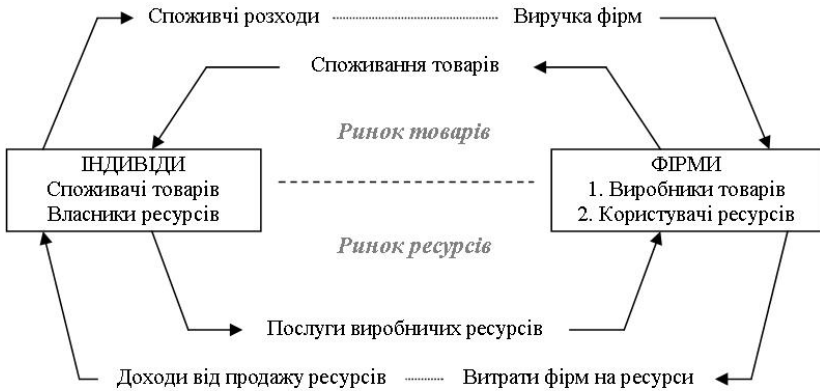 Споживчі розходи
Виручка фірм
Споживання товарів
Ринок товарів
ІНДИВІДИ
Споживачі товарів
Власники ресурсів
ФІРМИ
1. Виробники товарів
2. Користувачі ресурсів
Ринок ресурсів
Послуги виробничих ресурсів
Доходи від продажу ресурсів
Витрати фірм на ресурси